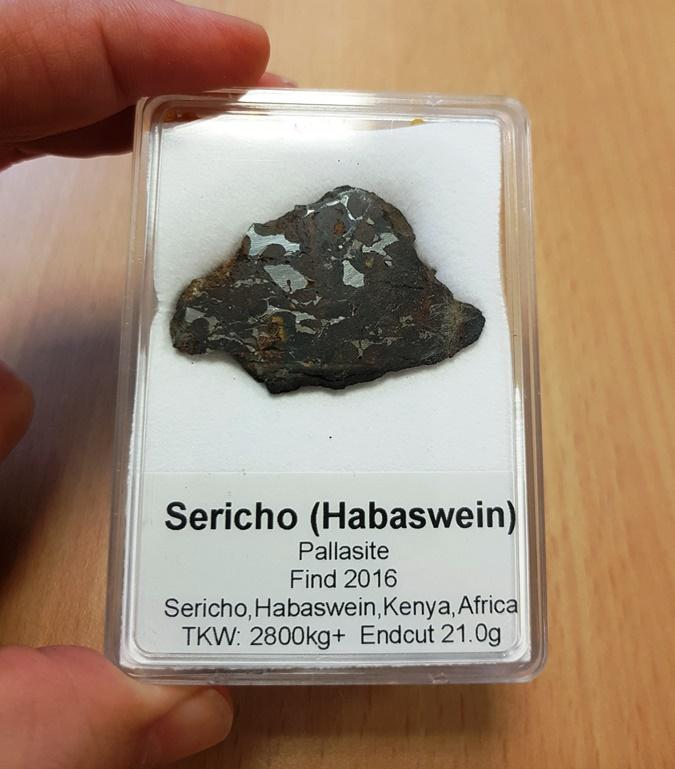 Sericho (Habaswein)
Pallasite
Find 2016
Sericho,Habaswein,Kenya,Africa
TKW: 2800kg+ Endcut 21.0g